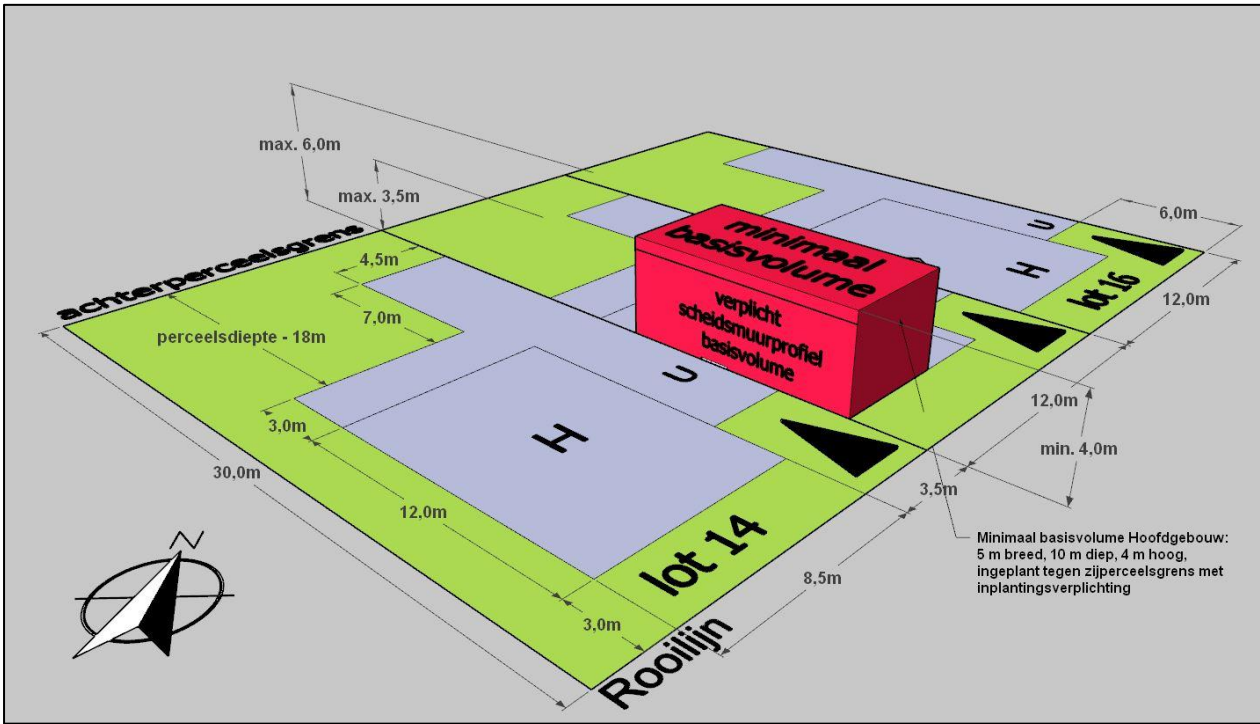 max. 6,0m
max. 3,5m
achterperceelsgrens
4,5m
7,0m
perceelsdiepte - 18m
3,0m
30,0m
12,0m
H
U
minimaal
basisvolume
verplicht
scheidsmuurprofiel
basisvolume
U
H
6,0m
lot 16
12,0m
12,0m
min. 4,0m
3,5m
8,5m
lot 14
3,0m
Rooilijn
N
Minimaal basisvolume Hoofdgebouw:
5 m breed, 10 m diep, 4 m hoog,
ingeplant tegen zijperceelsgrens met
inplantingsverplichting